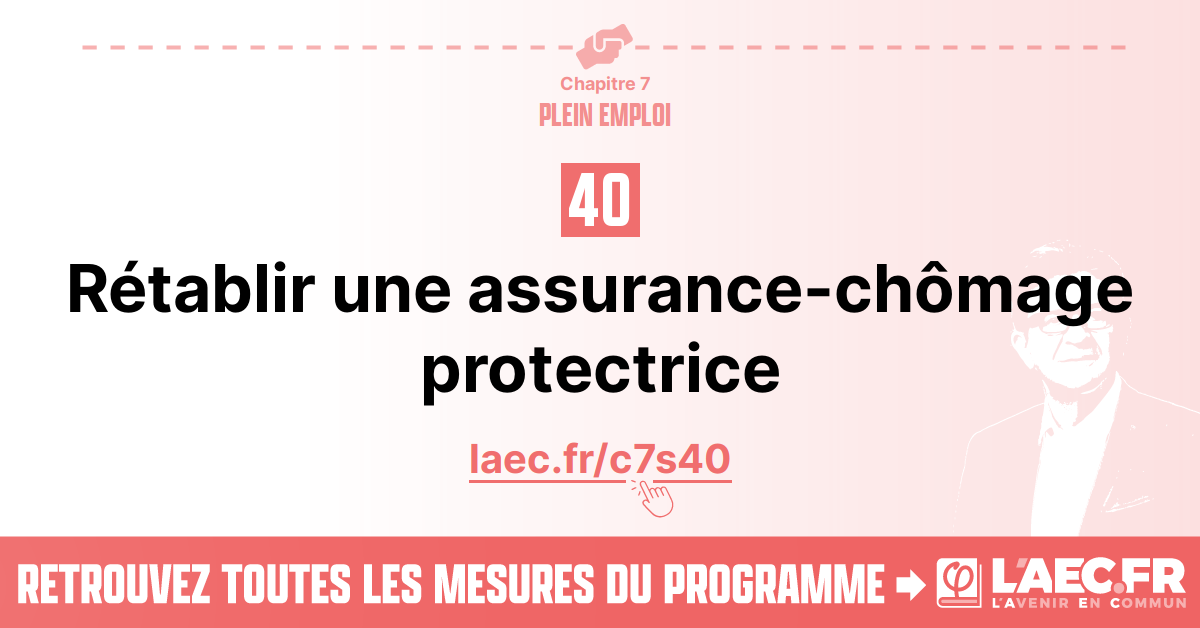 Chapitre 7
PLEIN EMPLOI
40
Rétablir une assurance-chômage
protectrice
laec.fr/c7s40
RETROUVEZ TOUTES LES MESURES DU PROGRAMME
φ
L'AEC.FR
L'AVENIR EN COMMUN